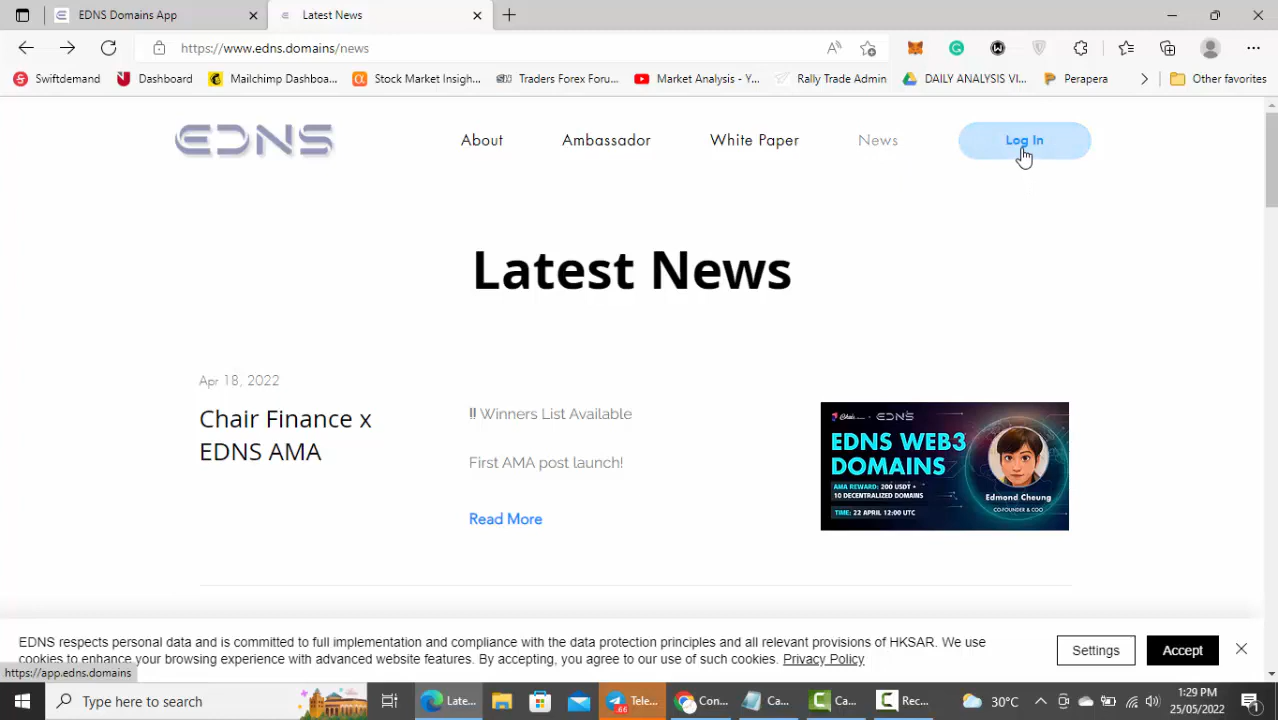 EDNS Domains App
Latest News
https://www.edns.domains/news
Swiftdemand
Dashboard
Mailchimp Dashboa...
Stock Market Insigh...
Traders Forex Foru...
Market Analysis - Y...
Rally Trade Admin
DAILY ANALYSIS VI...
Perapera
Other favorites
EDNS
About
Ambassador
White Paper
News
Log In
Latest News
Apr 18, 2022
Chair Finance x
EDNS AMA
‼ Winners List Available
First AMA post launch!
Read More
Chair
EDNS
EDNS WEB3
DOMAINS
AMA REWARD: 200 USDT +
10 DECENTRALIZED DOMAINS
TIME: 22 APRIL 12:00 UTC
Edmond Cheung
CO-FOUNDER & COO
EDNS respects personal data and is committed to full implementation and compliance with the data protection principles and all relevant provisions of HKSAR. We use
cookies to enhance your browsing experience with advanced website features. By accepting, you agree to our use of such cookies. Privacy Policy
Settings
Accept
https://app.edns.domains
Type here to search
Late...
Tele...
66
Con...
Ca...
Ca...
Rec...
30°C
1:29 PM
25/05/2022
1